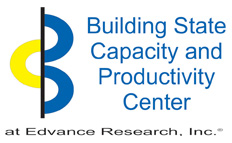 Building State
Capacity and
Productivity
Center
at Edvance Research, Inc.®